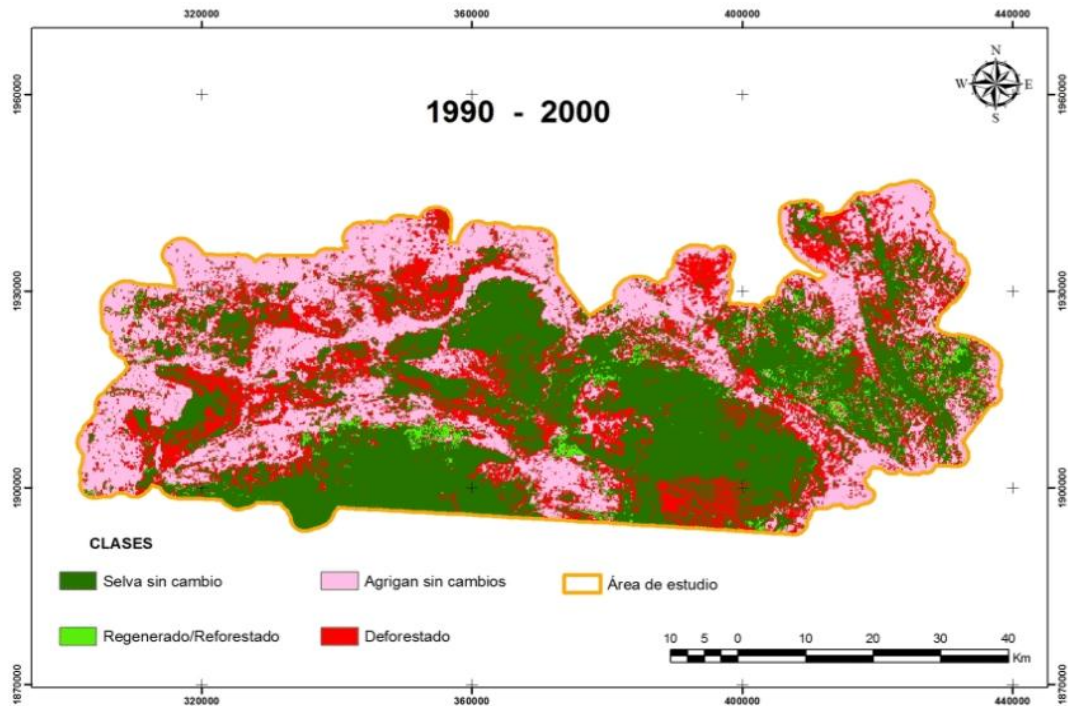 320000 360000 400000 440000
1960000 1960000
N
W E
S
1990 - 2000
1930000 1930000
1900000 1900000
CLASES
Selva sin cambio Agrigan sin cambios Área de estudio
Regenerado/Reforestado Deforestado
10 5 0 10 20 30 40
Km
1870000 1870000
320000 360000 400000 440000